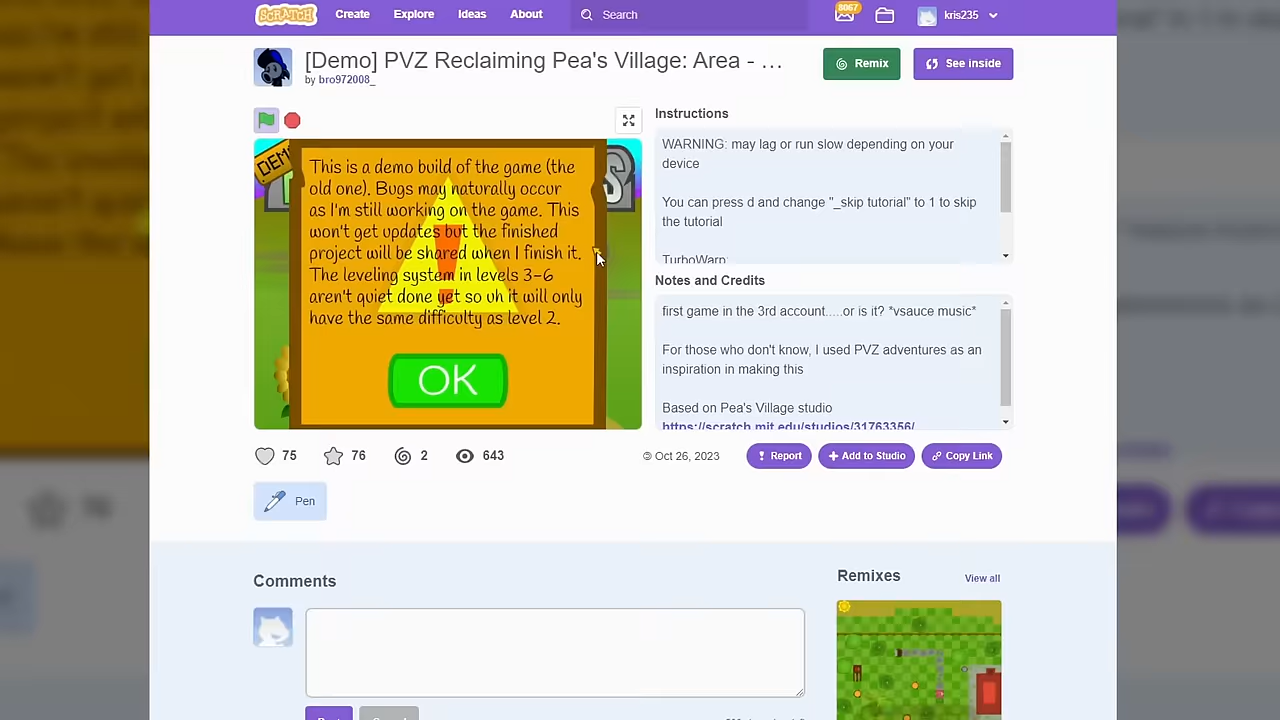 SCRATCH
Create
Explore
Ideas
About
Search
8067
kris235
[Demo] PVZ Reclaiming Pea's Village: Area - ...
by bro972008_
Remix
See inside
Instructions
WARNING: may lag or run slow depending on your
device
You can press d and change "_skip tutorial" to 1 to skip
the tutorial
TurboWarp:
DEMO
This is a demo build of the game (the
old one). Bugs may naturally occur
as I'm still working on the game. This
won't get updates but the finished
project will be shared when I finish it.
The leveling system in levels 3-6
aren't quiet done yet so uh it will only
have the same difficulty as level 2.
OK
Notes and Credits
first game in the 3rd account.....or is it? *vsauce music*
For those who don't know, I used PVZ adventures as an
inspiration in making this
Based on Pea's Village studio
https://scratch.mit.edu/studios/31763356/
75
76
2
643
© Oct 26, 2023
Report
Add to Studio
Copy Link
Pen
Comments
Remixes
View all